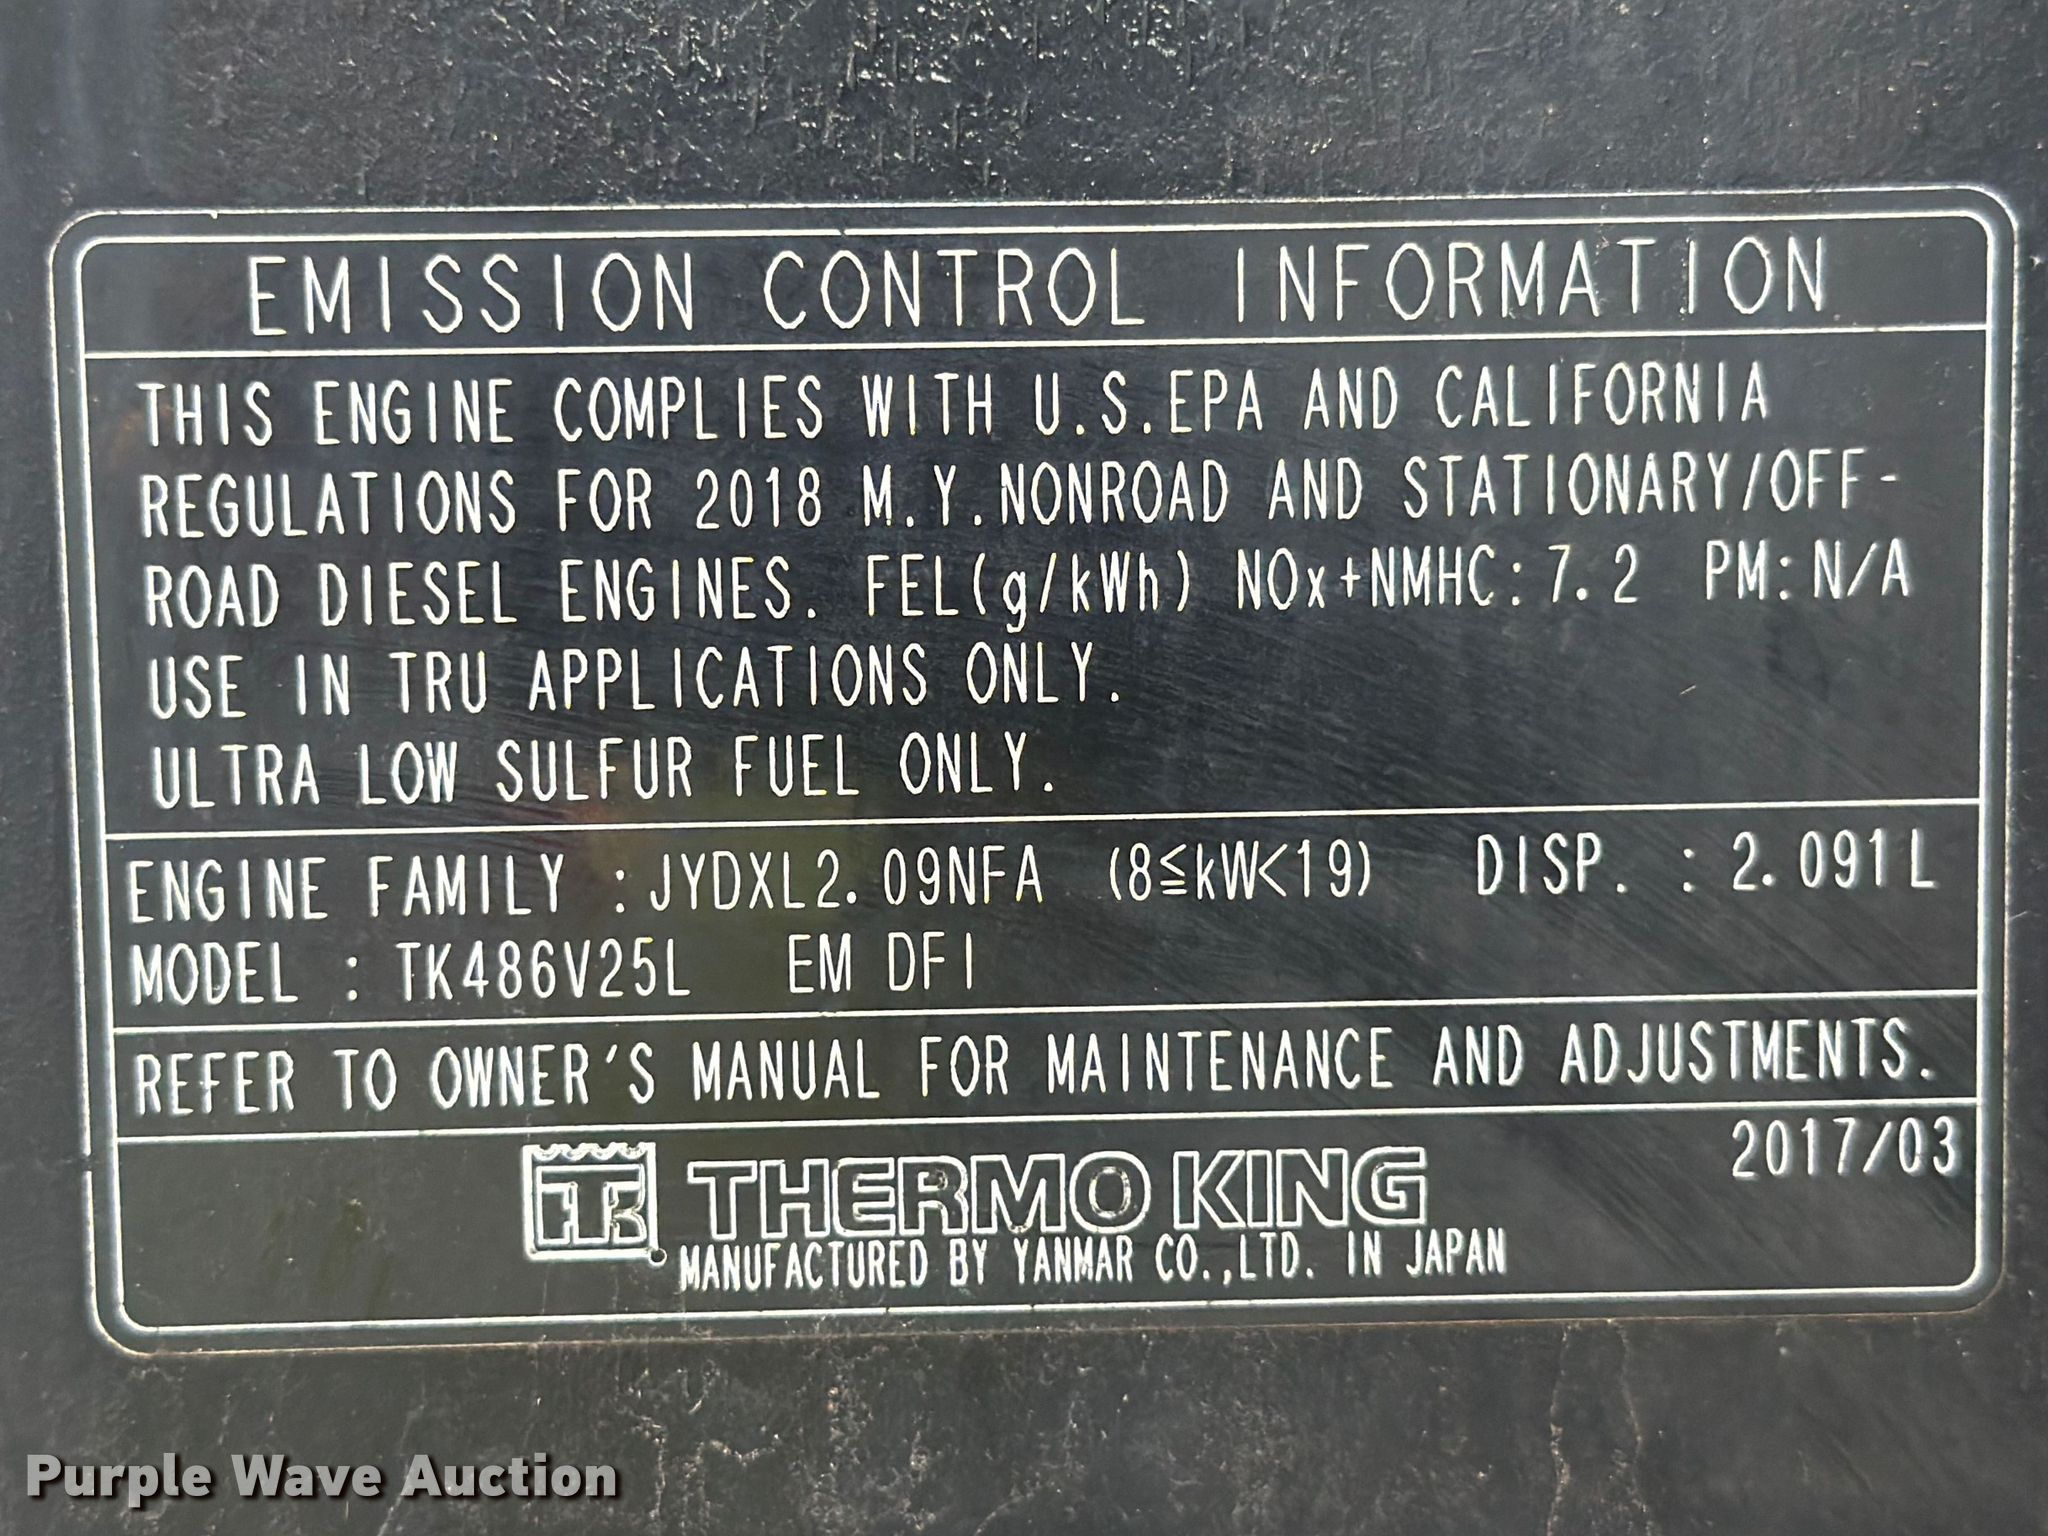 EMISSION CONTROL INFORMATION
THIS ENGINE COMPLIES WITH U.S.EPA AND CALIFORNIA
REGULATIONS FOR 2018 M.Y.NONROAD AND STATIONARY/OFF-
ROAD DIESEL ENGINES. FEL(g/kWh) NOx+NMHC:7.2 PM:N/A
USE IN TRU APPLICATIONS ONLY.
ULTRA LOW SULFUR FUEL ONLY.
ENGINE FAMILY :JYDXL2.09NFA (8≦kW<19) DISP. :2.091L
MODEL : TK486V25L EM DFI
REFER TO OWNER'S MANUAL FOR MAINTENANCE AND ADJUSTMENTS.
2017/03
TK THERMO KING
MANUFACTURED BY YANMAR CO.,LTD. IN JAPAN
Purple Wave Auction